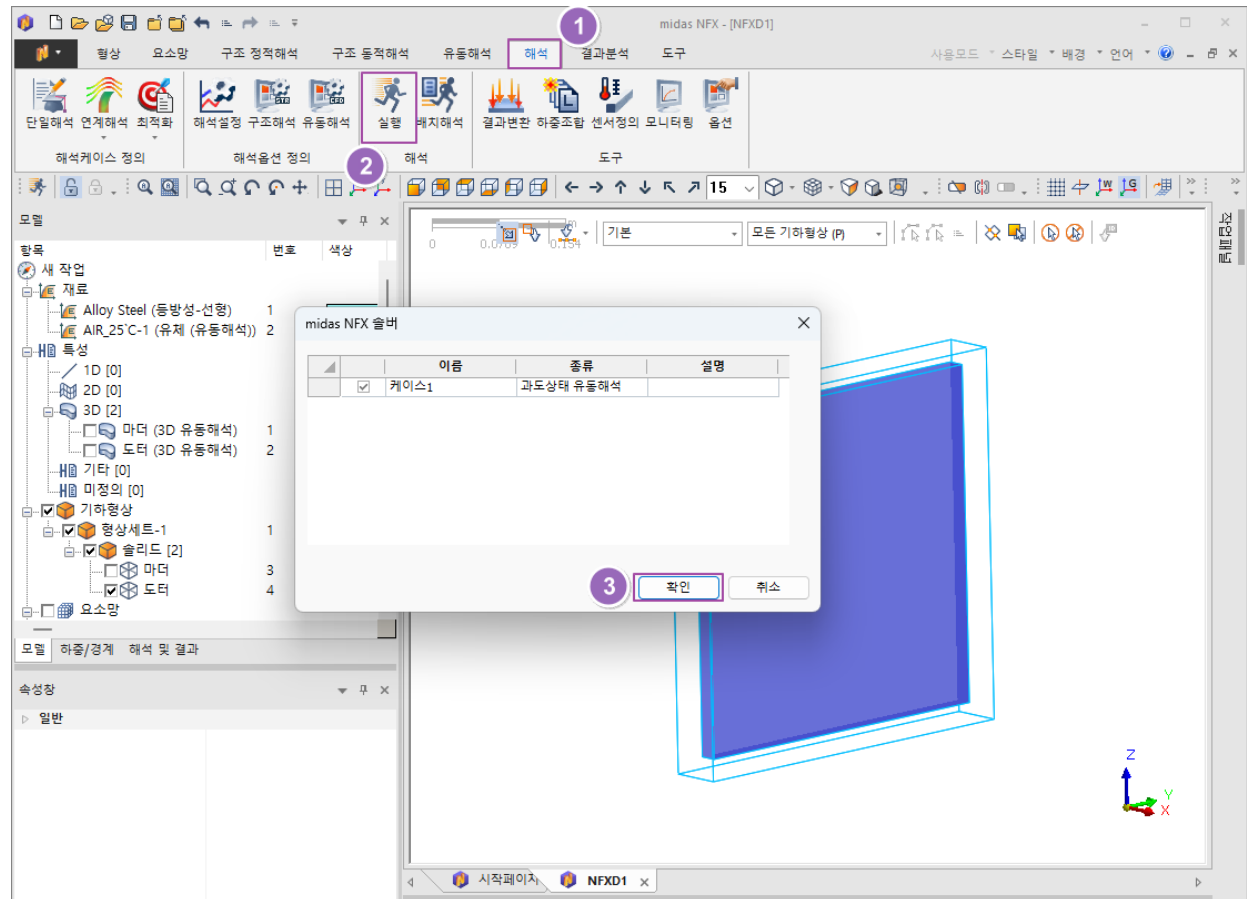 midas NFX - [NFXD1]
1
형상 요소망 구조 정적해석 구조 동적해석 유동해석 해석 결과분석 도구
사용모드 스타일 배경 언어
단일해석 연계해석 최적화 해석설정 구조해석 유동해석 실행 배치해석 결과변환 하중조합 센서정의 모니터링 옵션
해석케이스 정의 해석옵션 정의 2 해석 도구
15
모델
항목 번호 색상
새 작업
재료
Alloy Steel (등방성-선형) 1
AIR_25˚C-1 (유체 (유동해석)) 2
특성
1D [0]
2D [0]
3D [2]
마더 (3D 유동해석) 1
도터 (3D 유동해석) 2
기타 [0]
미정의 [0]
기하형상
형상세트-1 1
솔리드 [2]
마더 3
도터 4
요소망
모델 하중/경계 해석 및 결과
속성창
일반
기본 모든 기하형상 (P)
0 0.0769 0.154
작업패널
midas NFX 솔버
이름 종류 설명
케이스1 과도상태 유동해석
3 확인 취소
Z
Y
X
시작페이지 NFXD1